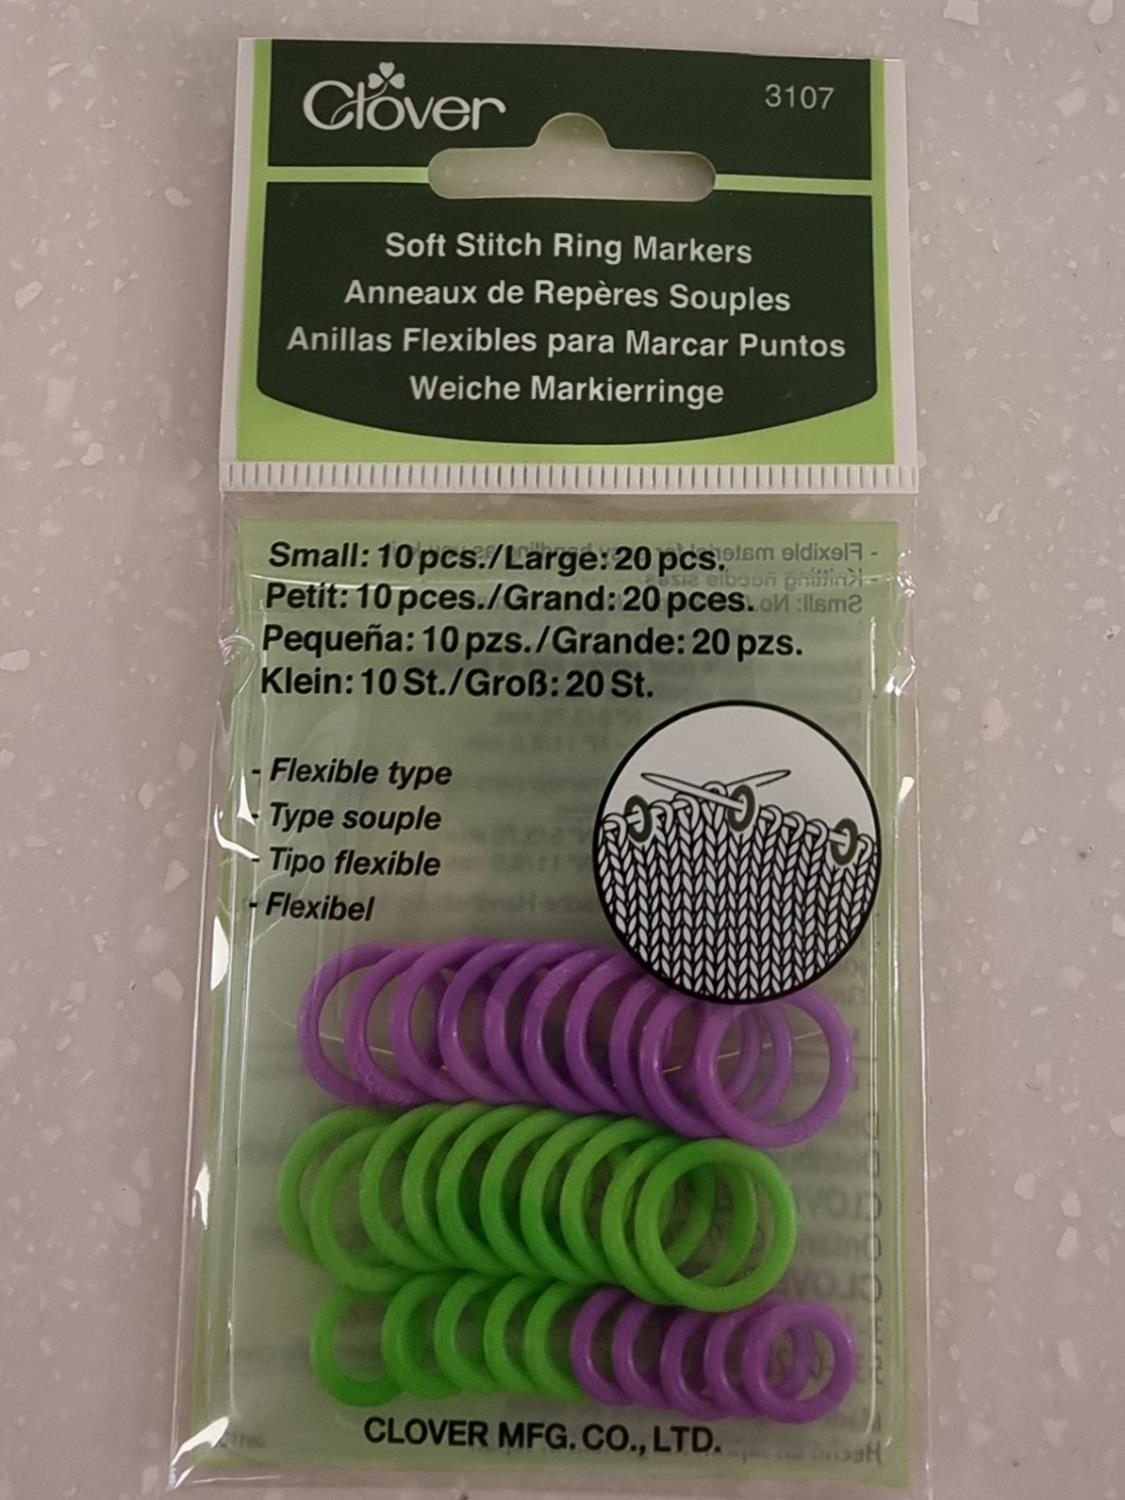 Clover
3107
Soft Stitch Ring Markers
Anneaux de Repères Souples
Anillas Flexibles para Marcar Puntos
Weiche Markierringe
Small: 10 pcs./Large: 20 pcs.
Petit: 10 pces./Grand: 20 pces.
Pequeña: 10 pzs./Grande: 20 pzs.
Klein: 10 St./Groß: 20 St.
- Flexible type
- Type souple
- Tipo flexible
- Flexibel
CLOVER MFG. CO., LTD.